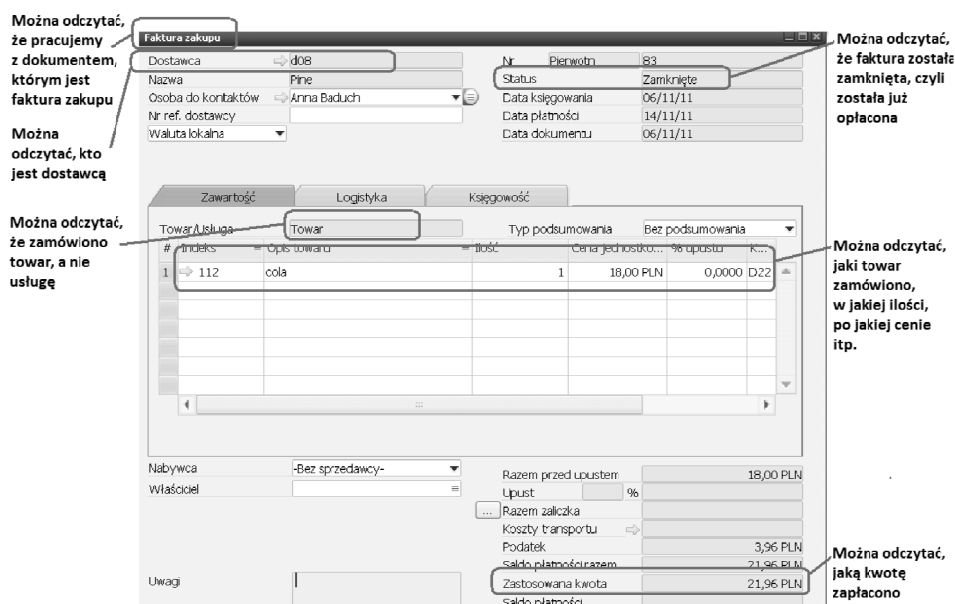 Można odczytać,
że pracujemy
z dokumentem,
którym jest
faktura zakupu
Można
odczytać, kto
jest dostawcą
Można odczytać,
że zamówiono
towar, a nie
usługę
Faktura zakupu
Dostawca d08
Nazwa Pine
Osoba do kontaktów Anna Baduch
Nr ref. dostawcy
Waluta lokalna
Nr Pierwotn 83
Status Zamknięte
Data księgowania 06/11/11
Data płatności 14/11/11
Data dokumentu 06/11/11
Zawartość Logistyka Księgowość
Towar/Usługa Towar Typ podsumowania Bez podsumowania
# Indeks Opis towaru Ilość Cena jednostko... % upustu K...
1 112 cola 1 18,00 PLN 0,0000 D22
Nabywca -Bez sprzedawcy-
Właściciel
Uwagi
Razem przed upustem 18,00 PLN
Upust %
... Razem zaliczka
Koszty transportu
Podatek 3,96 PLN
Saldo płatności razem 21,96 PLN
Zastosowana kwota 21,96 PLN
Saldo płatności
Można odczytać,
że faktura została
zamknięta, czyli
została już
opłacona
Można odczytać,
jaki towar
zamówiono,
w jakiej ilości,
po jakiej cenie
itp.
Można odczytać,
jaką kwotę
zapłacono